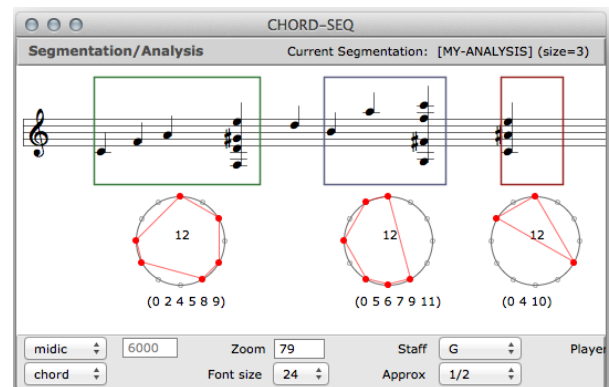 CHORD-SEQ
Segmentation/Analysis Current Segmentation: [MY-ANALYSIS] (size=3)
12 12 12
(0 2 4 5 8 9) (0 5 6 7 9 11) (0 4 10)
midic 6000 Zoom 79 Staff G Player
chord Font size 24 Approx 1/2